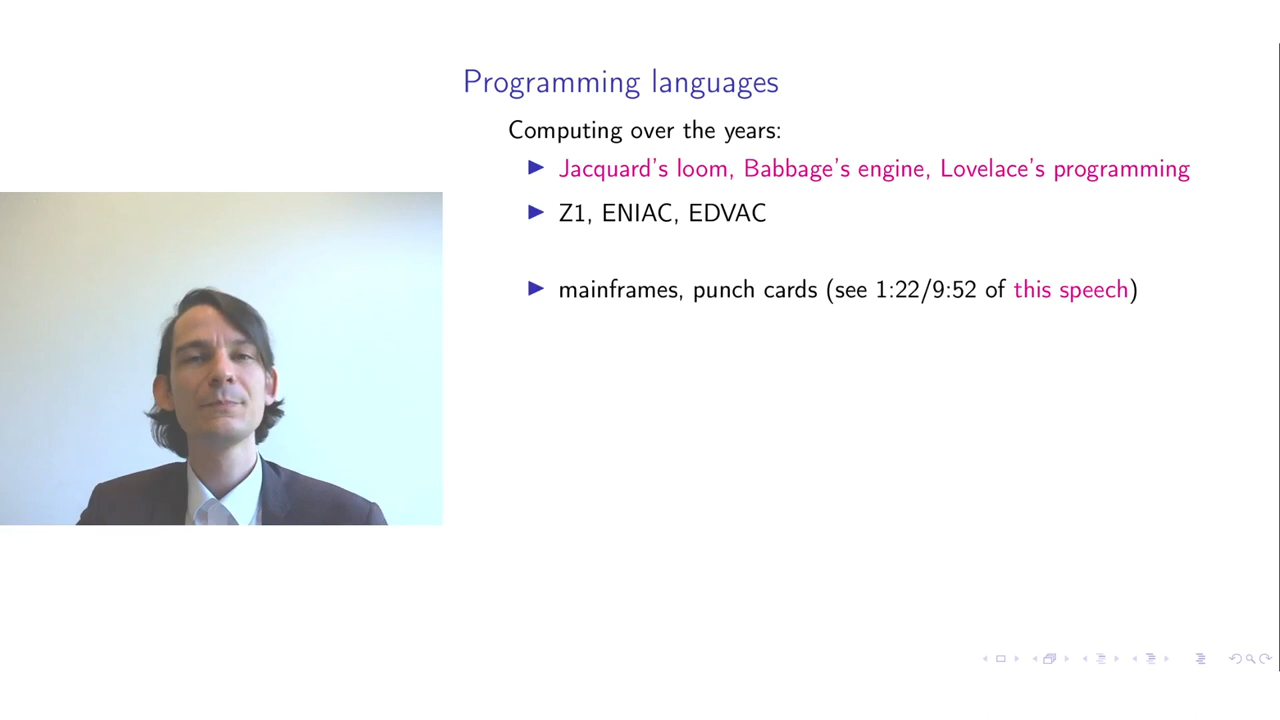 Programming languages
Computing over the years:
Jacquard's loom, Babbage's engine, Lovelace's programming
Z1, ENIAC, EDVAC
mainframes, punch cards (see 1:22/9:52 of this speech)